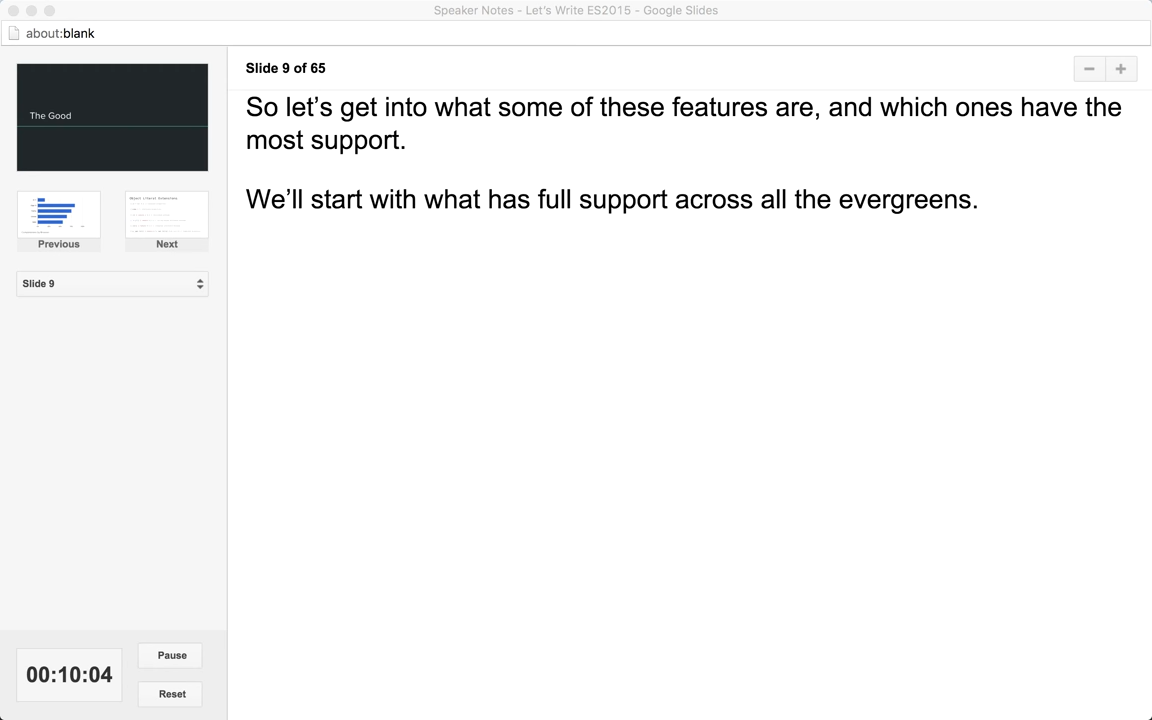 Speaker Notes - Let's Write ES2015 - Google Slides
about:blank
Slide 9 of 65
The Good
So let’s get into what some of these features are, and which ones have the
most support.
We’ll start with what has full support across all the evergreens.
Previous
Next
Slide 9
00:10:04
Pause
Reset